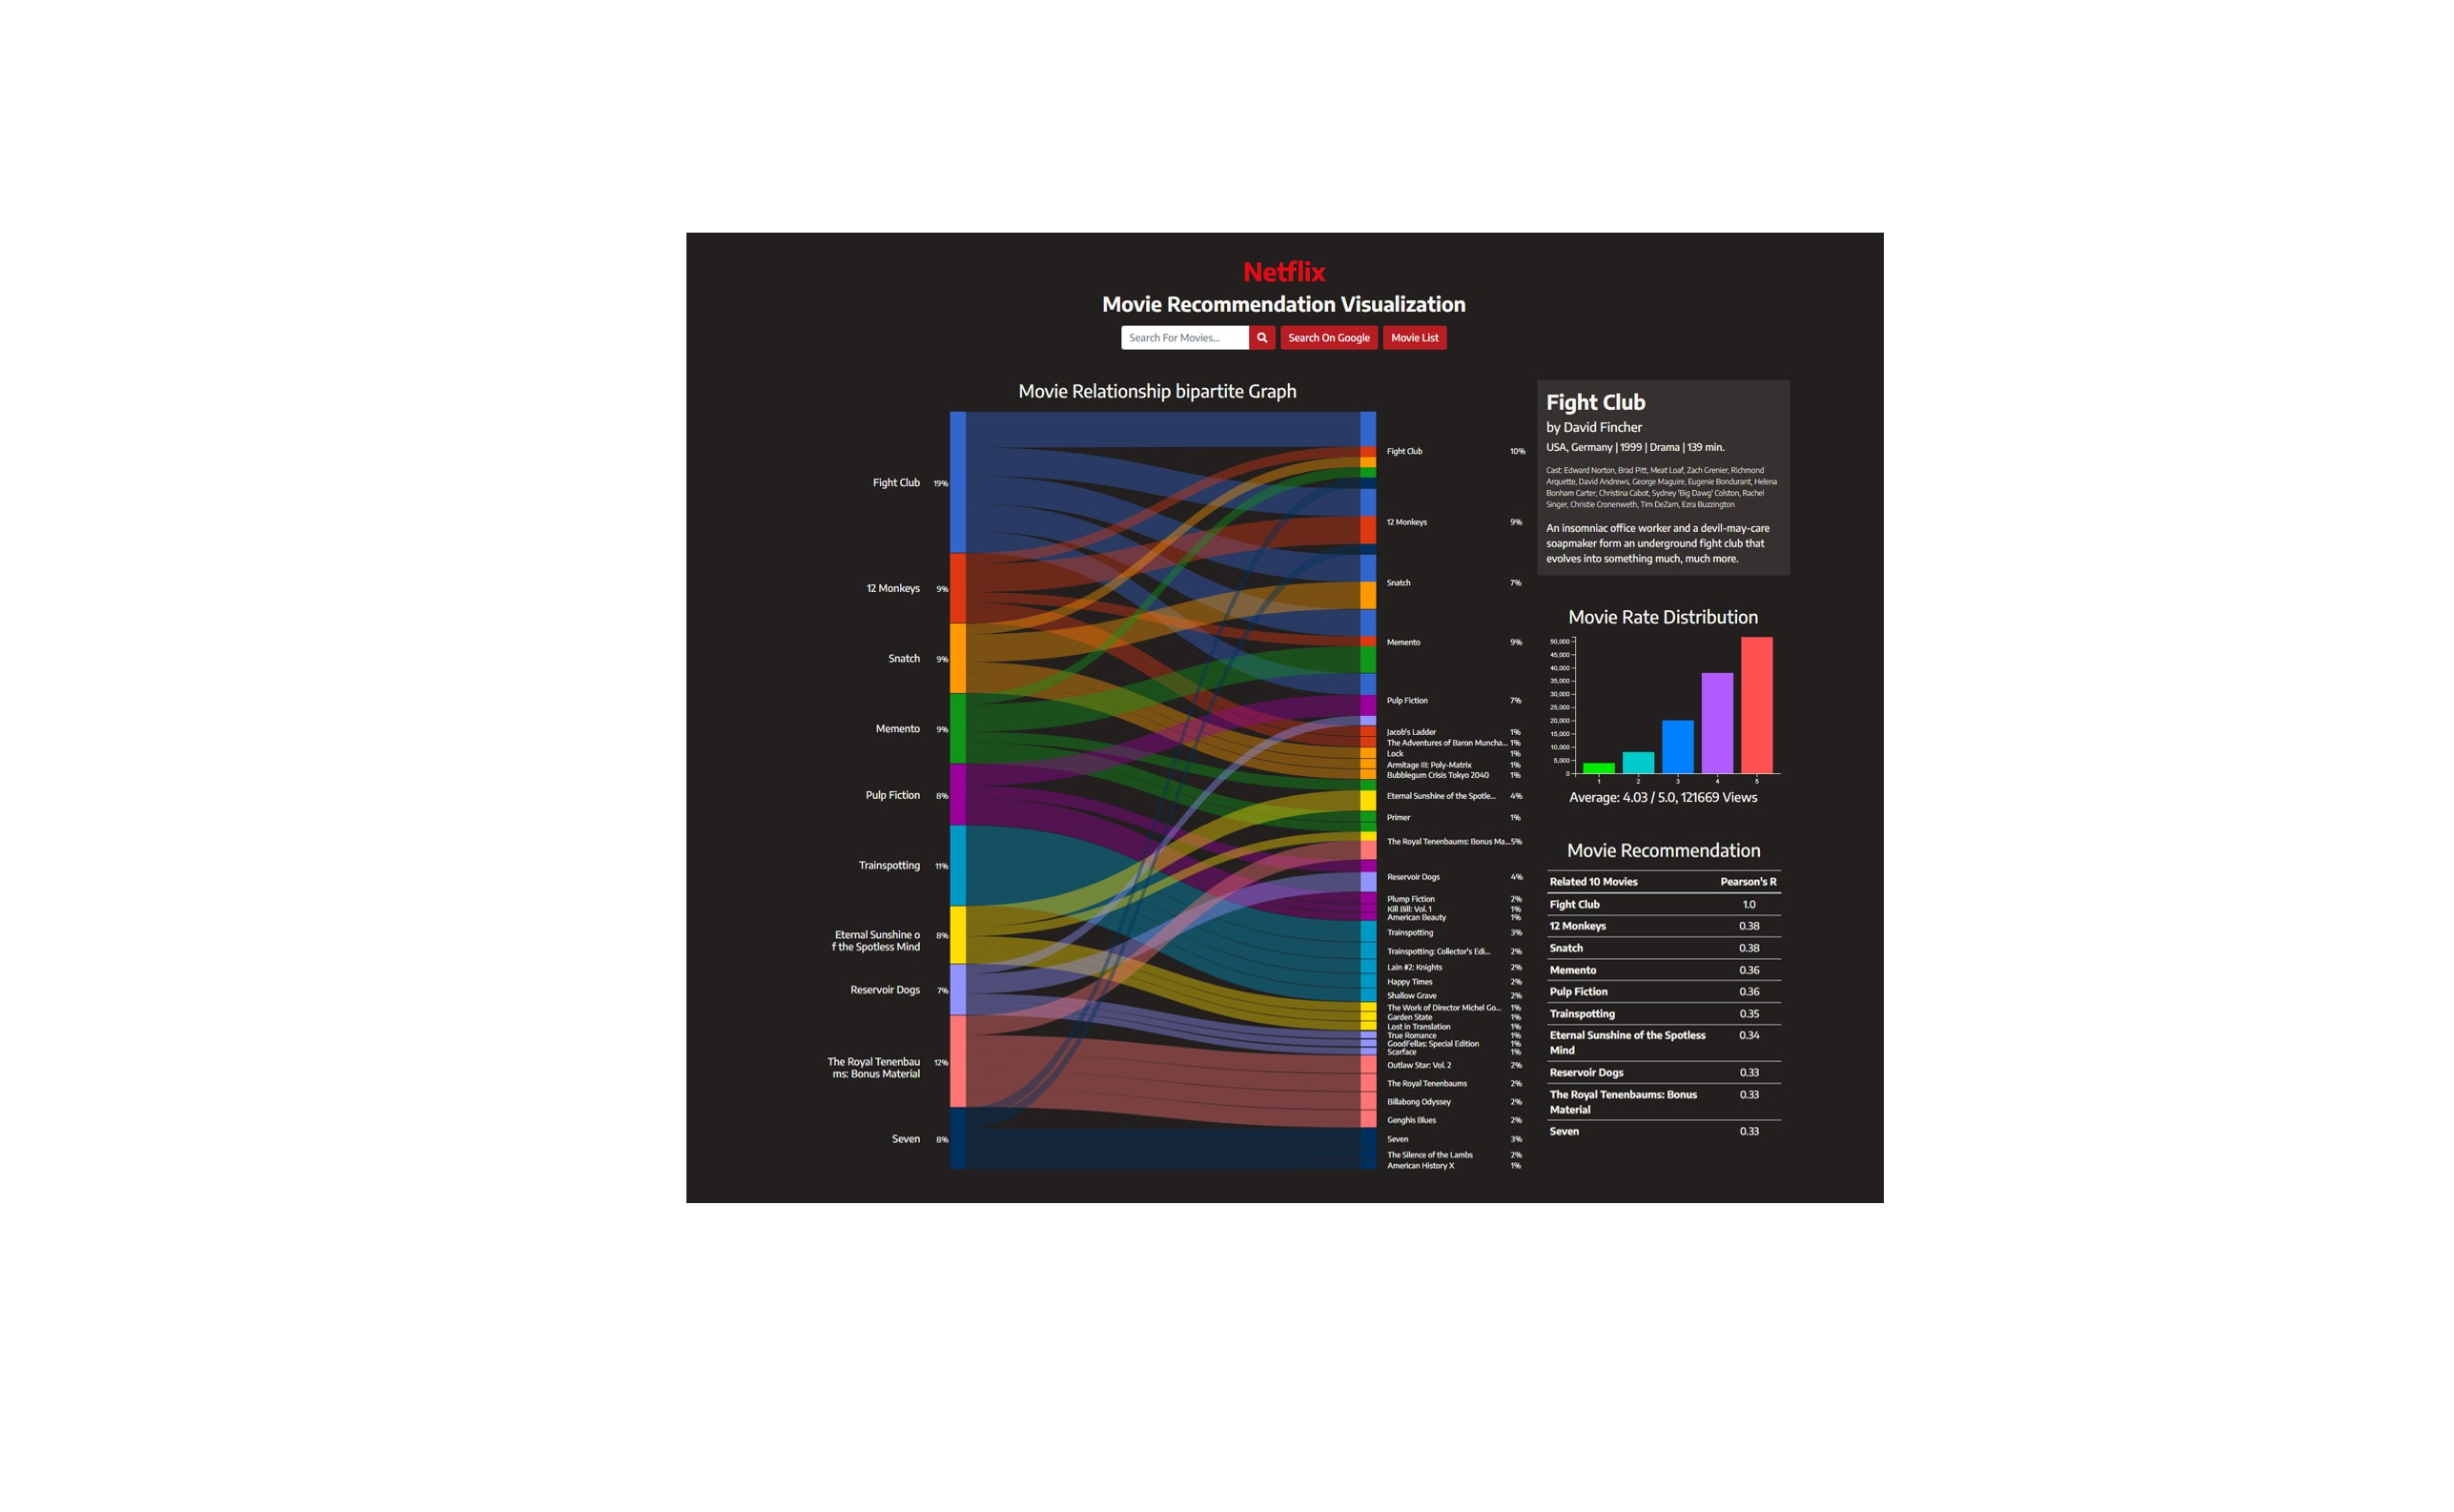 Netflix
Movie Recommendation Visualization
Search For Movies...
Search On Google
Movie List
Movie Relationship bipartite Graph
Fight Club 19%
12 Monkeys 9%
Snatch 9%
Memento 9%
Pulp Fiction 8%
Trainspotting 11%
Eternal Sunshine o
f the Spotless Mind 8%
Reservoir Dogs 7%
The Royal Tenenbau
ms: Bonus Material 12%
Seven 8%
Fight Club 10%
12 Monkeys 9%
Snatch 7%
Memento 9%
Pulp Fiction 7%
Jacob's Ladder 1%
The Adventures of Baron Muncha... 1%
Lock 1%
Armitage III: Poly-Matrix 1%
Bubblegum Crisis Tokyo 2040 1%
Eternal Sunshine of the Spotle... 4%
Primer 1%
The Royal Tenenbaums: Bonus Ma... 5%
Reservoir Dogs 4%
Plump Fiction 2%
Kill Bill: Vol. 1 1%
American Beauty 1%
Trainspotting 3%
Trainspotting: Collector's Edi... 2%
Lain #2: Knights 2%
Happy Times 2%
Shallow Grave 2%
The Work of Director Michel Go... 1%
Garden State 1%
Lost in Translation 1%
True Romance 1%
GoodFellas: Special Edition 1%
Scarface 1%
Outlaw Star: Vol. 2 2%
The Royal Tenenbaums 2%
Billabong Odyssey 2%
Genghis Blues 2%
Seven 3%
The Silence of the Lambs 2%
American History X 1%
Fight Club
by David Fincher
USA, Germany | 1999 | Drama | 139 min.
Cast: Edward Norton, Brad Pitt, Meat Loaf, Zach Grenier, Richmond
Arquette, David Andrews, George Maguire, Eugenie Bondurant, Helena
Bonham Carter, Christina Cabot, Sydney 'Big Dawg' Colston, Rachel
Singer, Christie Cronenweth, Tim DeZarn, Ezra Buzzington
An insomniac office worker and a devil-may-care
soapmaker form an underground fight club that
evolves into something much, much more.
Movie Rate Distribution
50,000
45,000
40,000
35,000
30,000
25,000
20,000
15,000
10,000
5,000
0
1 2 3 4 5
Average: 4.03 / 5.0, 121669 Views
Movie Recommendation
Related 10 Movies Pearson's R
Fight Club 1.0
12 Monkeys 0.38
Snatch 0.38
Memento 0.36
Pulp Fiction 0.36
Trainspotting 0.35
Eternal Sunshine of the Spotless 0.34
Mind
Reservoir Dogs 0.33
The Royal Tenenbaums: Bonus 0.33
Material
Seven 0.33